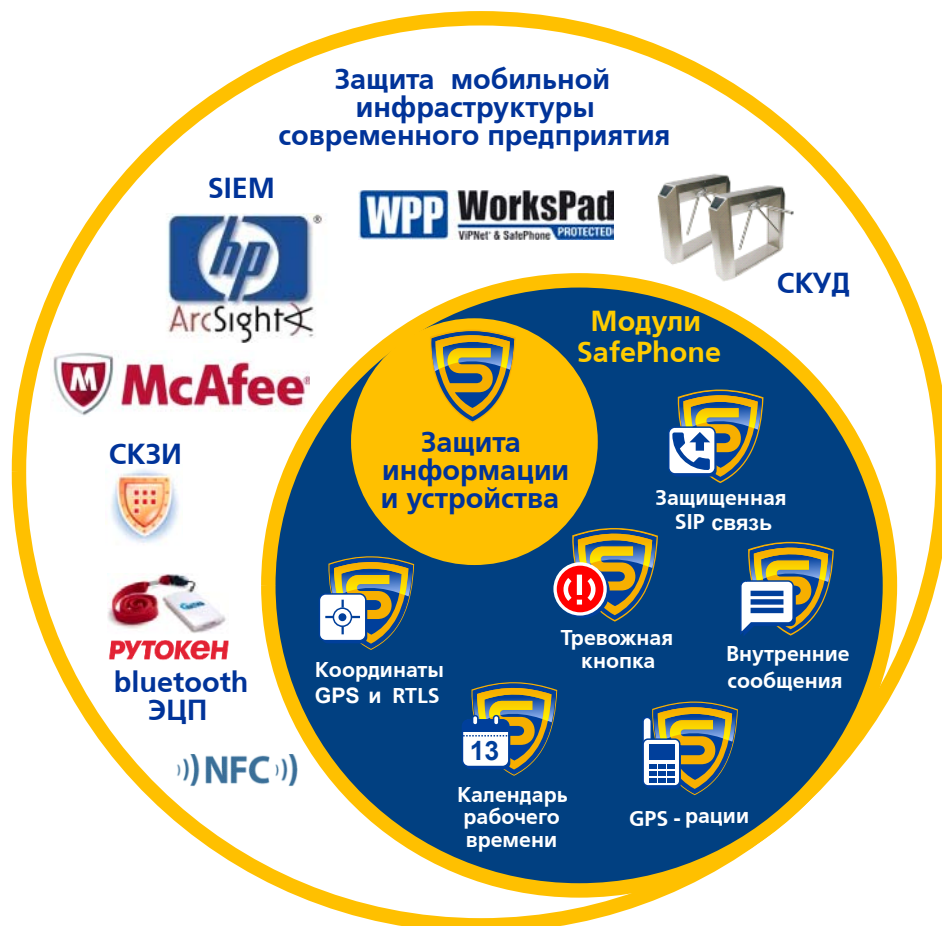 Защита мобильной
инфраструктуры
современного предприятия
SIEM
hp
®
ArcSight
WPP WorksPad
ViPNet & SafePhone PROTECTED
СКУД
McAfee
СКЗИ
РУТОКЕН
bluetooth
ЭЦП
NFC
Модули
SafePhone
S
Защита
информации
и устройства
S
Защищенная
SIP связь
S
Тревожная
кнопка
S
Внутренние
сообщения
S
Координаты
GPS и RTLS
S
13
Календарь
рабочего
времени
S
GPS - рации